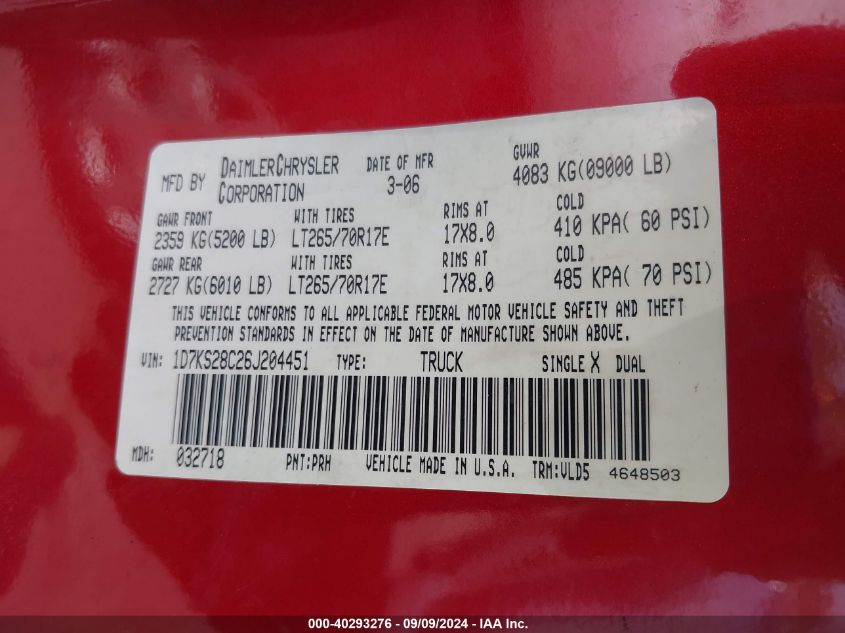 MFD BY DAIMLERCHRYSLER CORPORATION DATE OF MFR 3-06 GVWR 4083 KG(09000 LB)
GAWR FRONT WITH TIRES RIMS AT COLD
2359 KG(5200 LB) LT265/70R17E 17X8.0 410 KPA( 60 PSI)
GAWR REAR WITH TIRES RIMS AT COLD
2727 KG(6010 LB) LT265/70R17E 17X8.0 485 KPA( 70 PSI)
THIS VEHICLE CONFORMS TO ALL APPLICABLE FEDERAL MOTOR VEHICLE SAFETY AND THEFT
PREVENTION STANDARDS IN EFFECT ON THE DATE OF MANUFACTURE SHOWN ABOVE.
VIN: 1D7KS28C26J204451 TYPE: TRUCK SINGLE X DUAL
MDH: 032718 PNT:PRH VEHICLE MADE IN U.S.A. TRM:VLD5 4648503
000-40293276 - 09/09/2024 - IAA Inc.